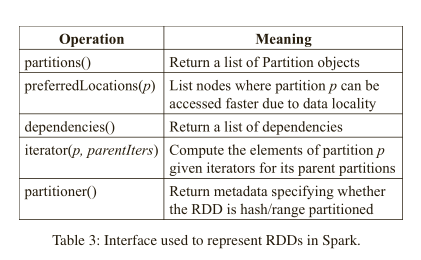 Operation Meaning
partitions() Return a list of Partition objects
preferredLocations(p) List nodes where partition p can be
accessed faster due to data locality
dependencies() Return a list of dependencies
iterator(p, parentIters) Compute the elements of partition p
given iterators for its parent partitions
partitioner() Return metadata specifying whether
the RDD is hash/range partitioned
Table 3: Interface used to represent RDDs in Spark.